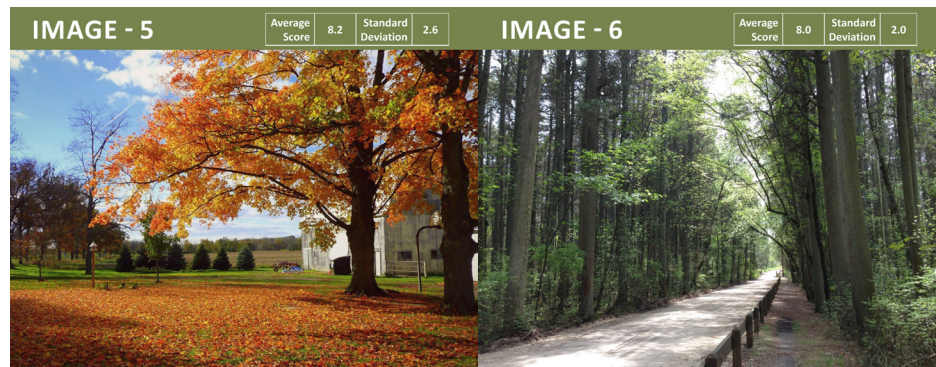 IMAGE - 5
Average Score 8.2 Standard Deviation 2.6
IMAGE - 6
Average Score 8.0 Standard Deviation 2.0